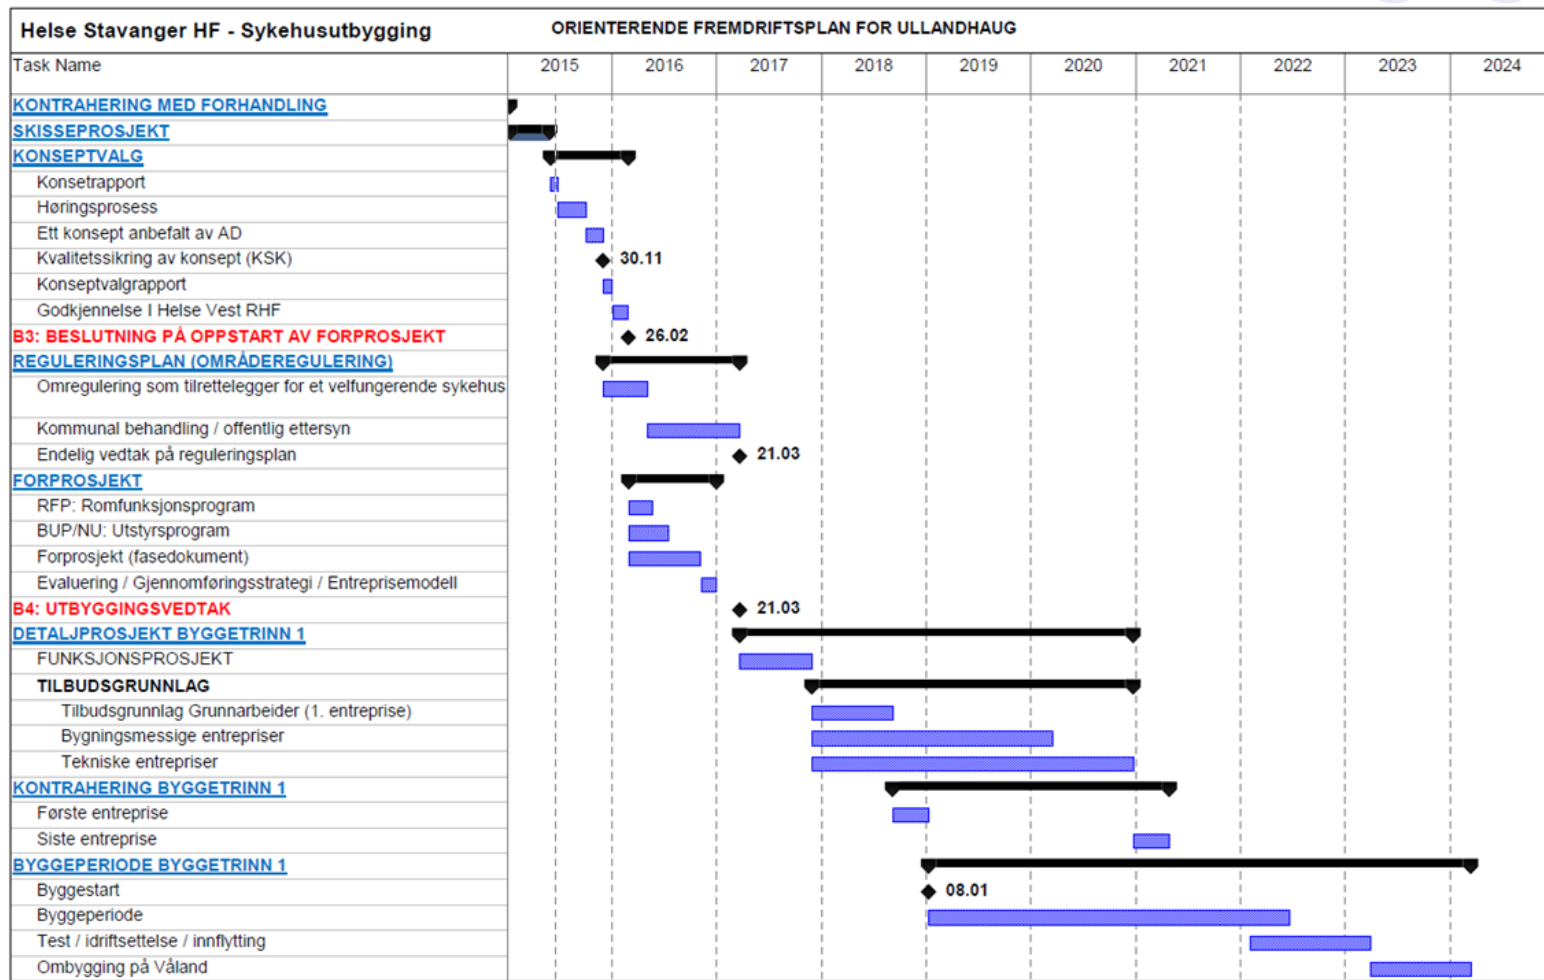 Helse Stavanger HF - Sykehusutbygging
ORIENTERENDE FREMDRIFTSPLAN FOR ULLANDHAUG
Task Name 2015 2016 2017 2018 2019 2020 2021 2022 2023 2024
KONTRAHERING MED FORHANDLING
SKISSEPROSJEKT
KONSEPTVALG
Konsetrapport
Høringsprosess
Ett konsept anbefalt av AD
Kvalitetssikring av konsept (KSK) 30.11
Konseptvalgrapport
Godkjennelse I Helse Vest RHF
B3: BESLUTNING PÅ OPPSTART AV FORPROSJEKT 26.02
REGULERINGSPLAN (OMRÅDEREGULERING)
Omregulering som tilrettelegger for et velfungerende sykehus
Kommunal behandling / offentlig ettersyn
Endelig vedtak på reguleringsplan 21.03
FORPROSJEKT
RFP: Romfunksjonsprogram
BUP/NU: Utstyrsprogram
Forprosjekt (fasedokument)
Evaluering / Gjennomføringsstrategi / Entreprisemodell
B4: UTBYGGINGSVEDTAK 21.03
DETALJPROSJEKT BYGGETRINN 1
FUNKSJONSPROSJEKT
TILBUDSGRUNNLAG
Tilbudsgrunnlag Grunnarbeider (1. entreprise)
Bygningsmessige entrepriser
Tekniske entrepriser
KONTRAHERING BYGGETRINN 1
Første entreprise
Siste entreprise
BYGGEPERIODE BYGGETRINN 1
Byggestart 08.01
Byggeperiode
Test / idriftsettelse / innflytting
Ombygging på Våland